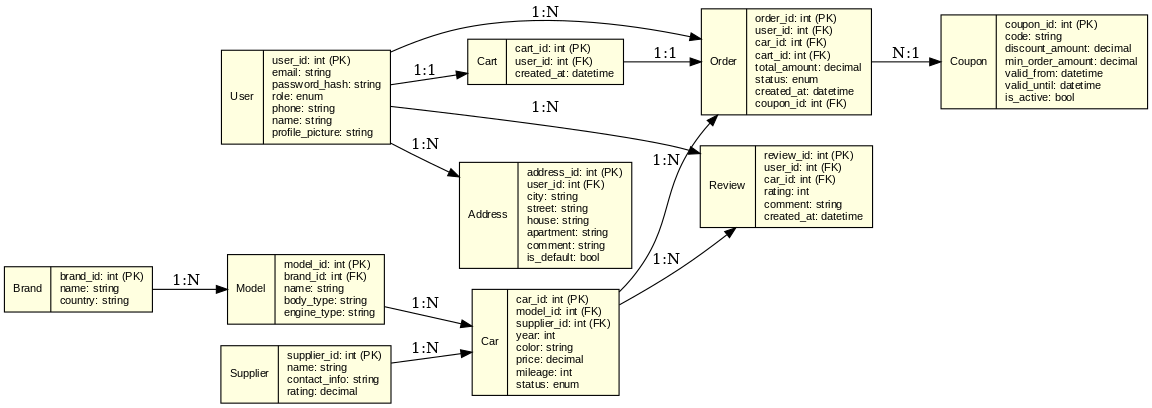 Brand
brand_id: int (PK)
name: string
country: string
1:N
User
user_id: int (PK)
email: string
password_hash: string
role: enum
phone: string
name: string
profile_picture: string
Model
model_id: int (PK)
brand_id: int (FK)
name: string
body_type: string
engine_type: string
Supplier
supplier_id: int (PK)
name: string
contact_info: string
rating: decimal
1:N
1:1
1:N
1:N
1:N
1:N
Cart
cart_id: int (PK)
user_id: int (FK)
created_at: datetime
Address
address_id: int (PK)
user_id: int (FK)
city: string
street: string
house: string
apartment: string
comment: string
is_default: bool
Car
car_id: int (PK)
model_id: int (FK)
supplier_id: int (FK)
year: int
color: string
price: decimal
mileage: int
status: enum
1:1
1:N
1:N
Order
order_id: int (PK)
user_id: int (FK)
car_id: int (FK)
cart_id: int (FK)
total_amount: decimal
status: enum
created_at: datetime
coupon_id: int (FK)
Review
review_id: int (PK)
user_id: int (FK)
car_id: int (FK)
rating: int
comment: string
created_at: datetime
N:1
Coupon
coupon_id: int (PK)
code: string
discount_amount: decimal
min_order_amount: decimal
valid_from: datetime
valid_until: datetime
is_active: bool